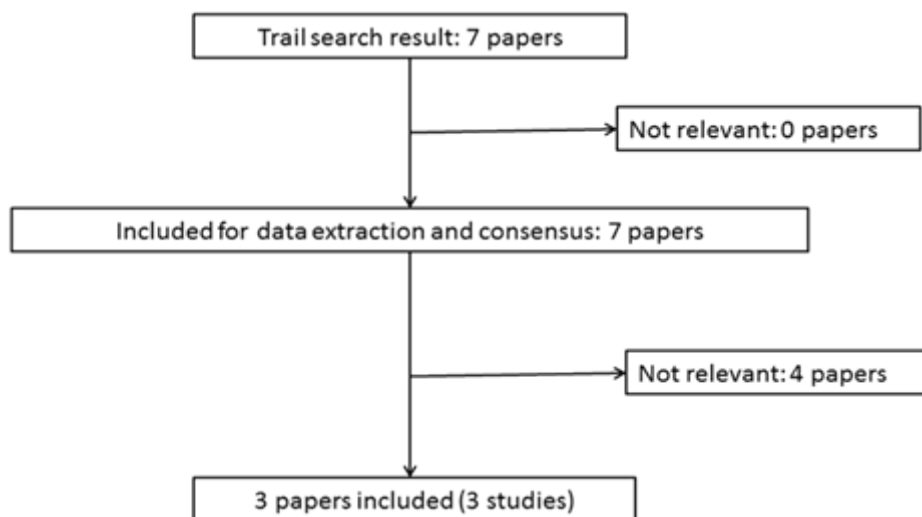 Trail search result: 7 papers
Not relevant: 0 papers
Included for data extraction and consensus: 7 papers
Not relevant: 4 papers
3 papers included (3 studies)